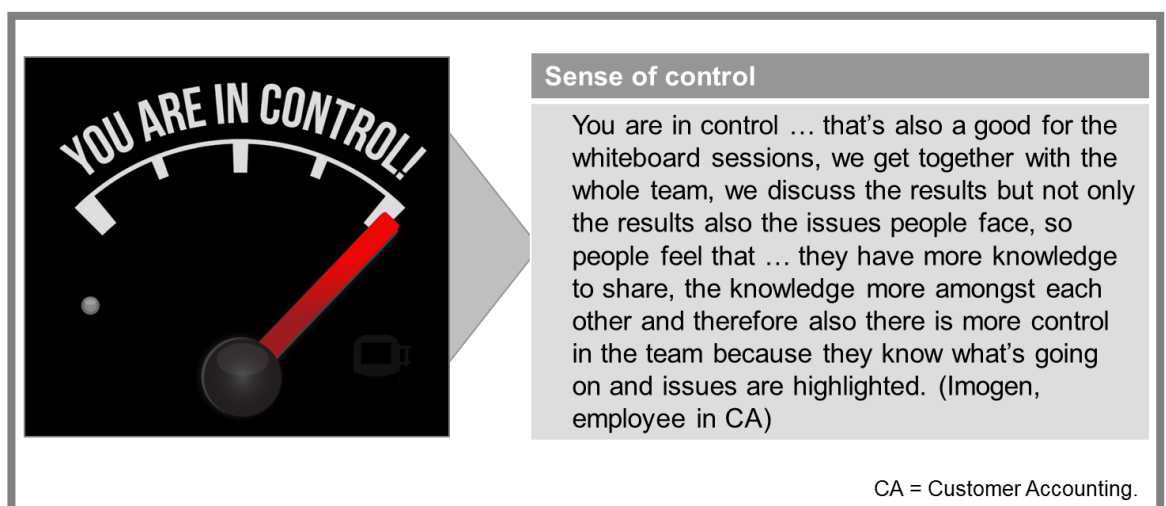 YOU ARE IN CONTROL!
Sense of control
You are in control … that’s also a good for the
whiteboard sessions, we get together with the
whole team, we discuss the results but not only
the results also the issues people face, so
people feel that … they have more knowledge
to share, the knowledge more amongst each
other and therefore also there is more control
in the team because they know what’s going
on and issues are highlighted. (Imogen,
employee in CA)
CA = Customer Accounting.